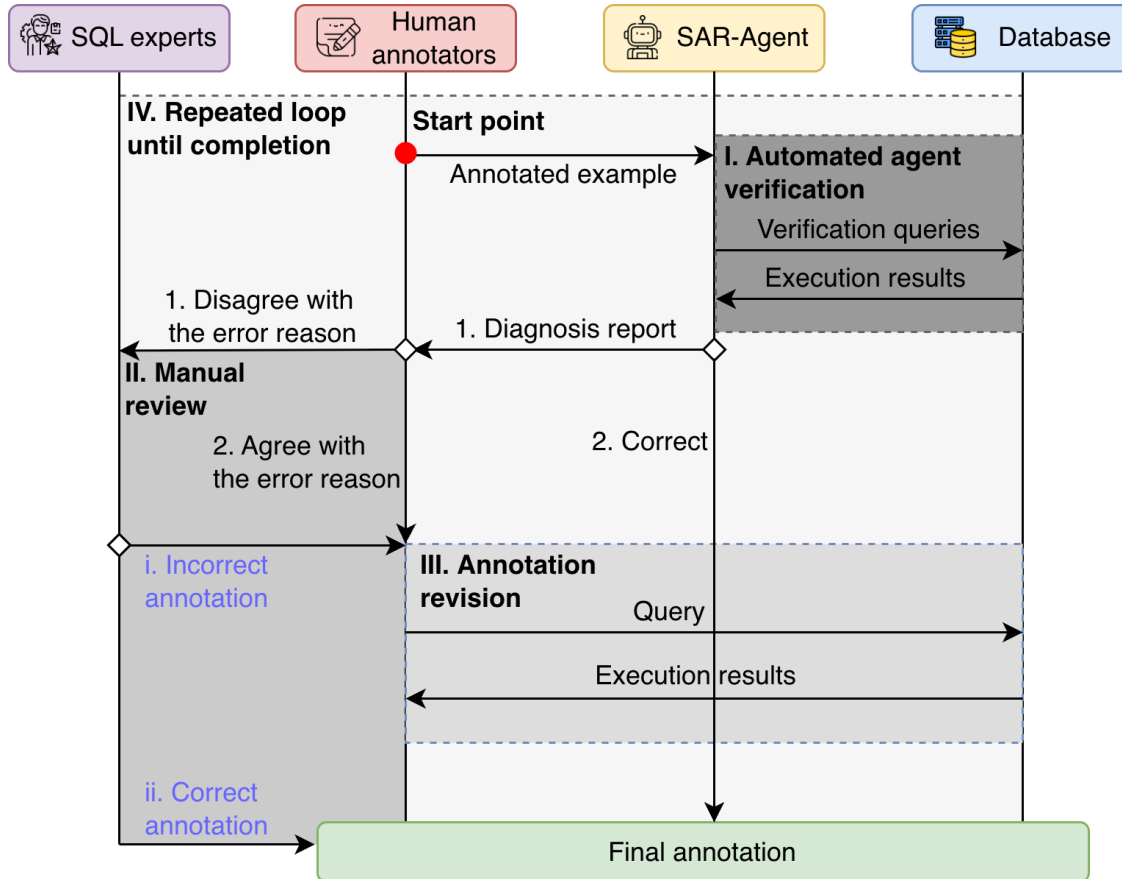 SQL experts
Human
annotators
SAR-Agent
Database
IV. Repeated loop
until completion
Start point
Annotated example
I. Automated agent
verification
Verification queries
Execution results
1. Disagree with
the error reason
1. Diagnosis report
II. Manual
review
2. Agree with
the error reason
2. Correct
i. Incorrect
annotation
III. Annotation
revision
Query
Execution results
ii. Correct
annotation
Final annotation